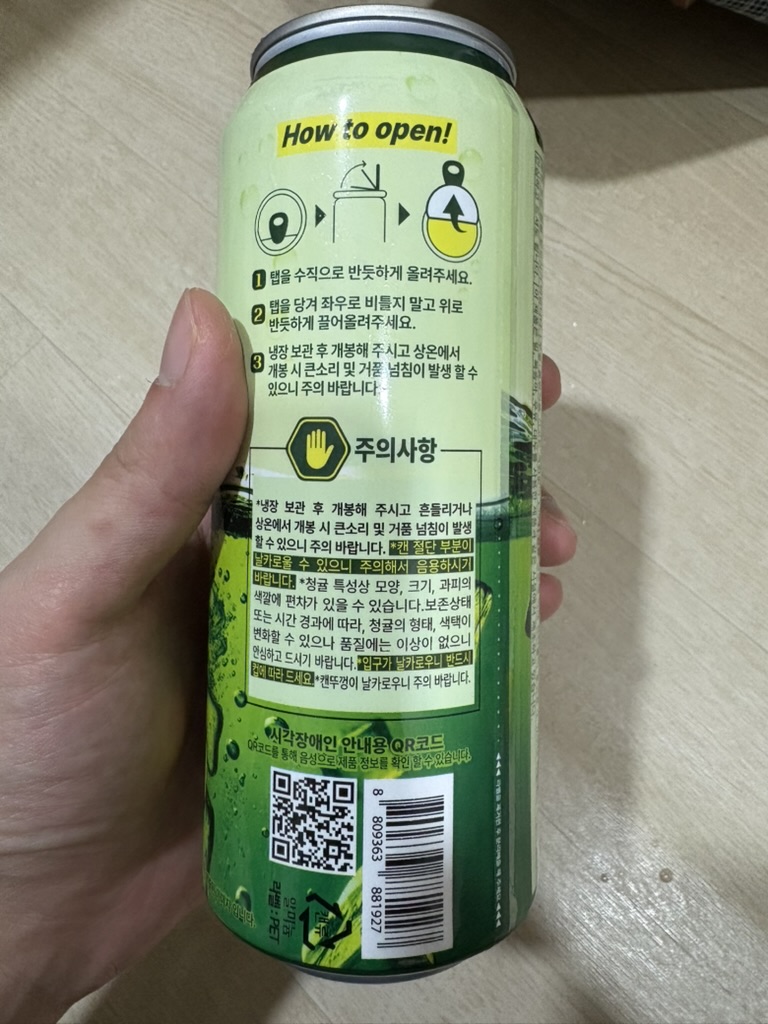 How to open!
1 탭을 수직으로 반듯하게 올려주세요.
2 탭을 당겨 좌우로 비틀지 말고 위로
반듯하게 끌어올려주세요.
3 냉장 보관 후 개봉해 주시고 상온에서
개봉 시 큰소리 및 거품 넘침이 발생 할 수
있으니 주의 바랍니다.
주의사항
*냉장 보관 후 개봉해 주시고 흔들리거나
상온에서 개봉 시 큰소리 및 거품 넘침이 발생
할 수 있으니 주의 바랍니다. *캔 절단 부분이
날카로울 수 있으니 주의해서 음용하시기
바랍니다. *청귤 특성상 모양, 크기, 과피의
색깔에 편차가 있을 수 있습니다.보존상태
또는 시간 경과에 따라, 청귤의 형태, 색택이
변화할 수 있으나 품질에는 이상이 없으니
안심하고 드시기 바랍니다.*입구가 날카로우니 반드시
컵에 따라 드세요.*캔뚜껑이 날카로우니 주의 바랍니다.
시각장애인 안내용 QR코드
QR코드를 통해 음성으로 제품 정보를 확인 할 수 있습니다.
캔류
알미늄
라벨:PET
8 809363 881927